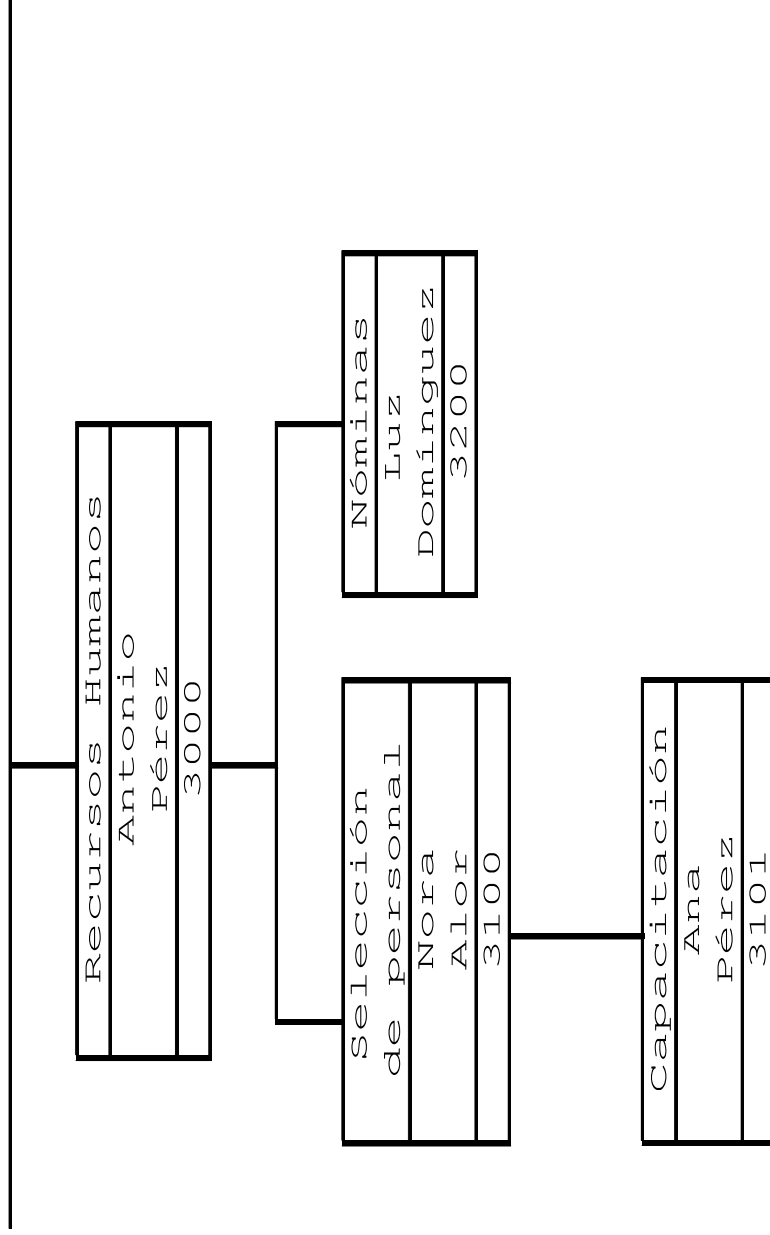 Recursos Humanos
Antonio
Pérez
3000
Selección
de personal
Nora
Alor
3100
Nóminas
Luz
Domínguez
3200
Capacitación
Ana
Pérez
3101